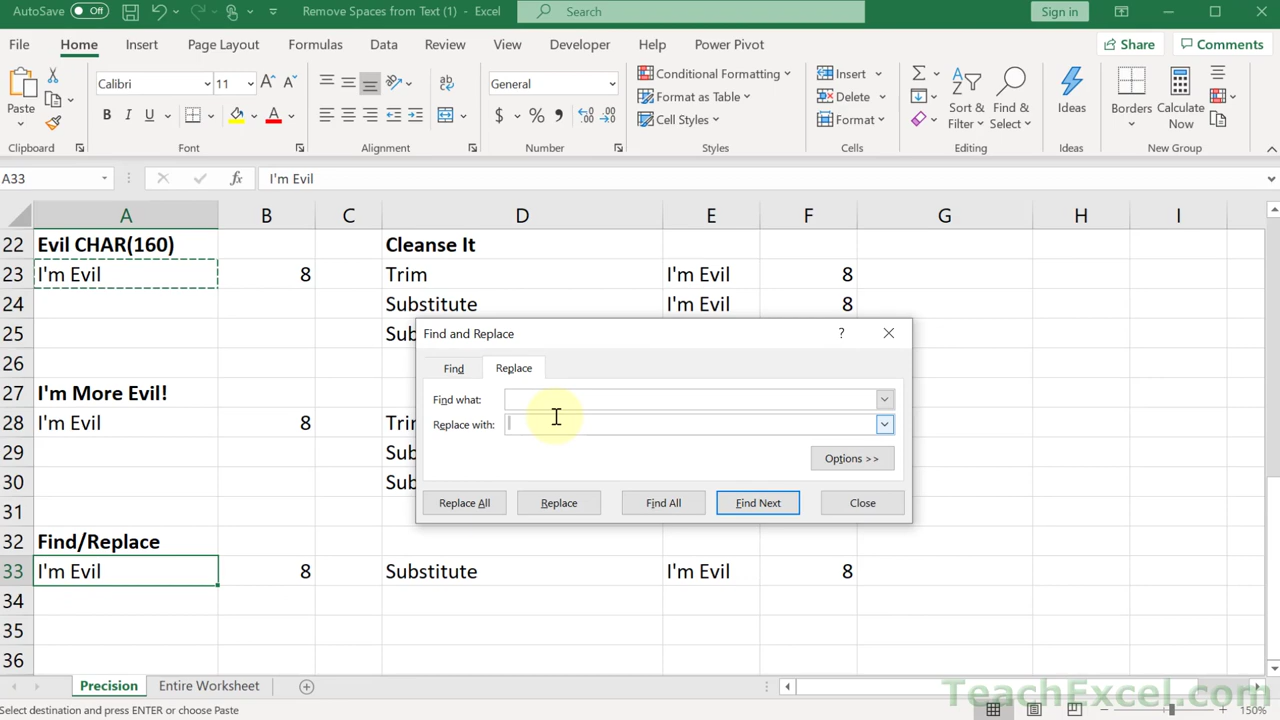 AutoSave Off Remove Spaces from Text (1) - Excel Search Sign in
File Home Insert Page Layout Formulas Data Review View Developer Help Power Pivot Share Comments
Paste Calibri 11 General Conditional Formatting Insert Sort & Find & Ideas Borders Calculate
Format as Table Delete Filter Select Now
Cell Styles Format
Clipboard Font Alignment Number Styles Cells Editing Ideas New Group
A33 I'm Evil
A B C D E F G H I
22 Evil CHAR(160) Cleanse It
23 I'm Evil 8 Trim I'm Evil 8
24 Substitute I'm Evil 8
25 Sub
26
27 I'm More Evil!
28 I'm Evil 8 Trin
29 Sub
30 Sub
31
32 Find/Replace
33 I'm Evil 8 Substitute I'm Evil 8
34
35
36
Find and Replace ?
Find Replace
Find what:
Replace with:
Options >>
Replace All Replace Find All Find Next Close
Precision Entire Worksheet
TeachExcel.com
Select destination and press ENTER or choose Paste 150%